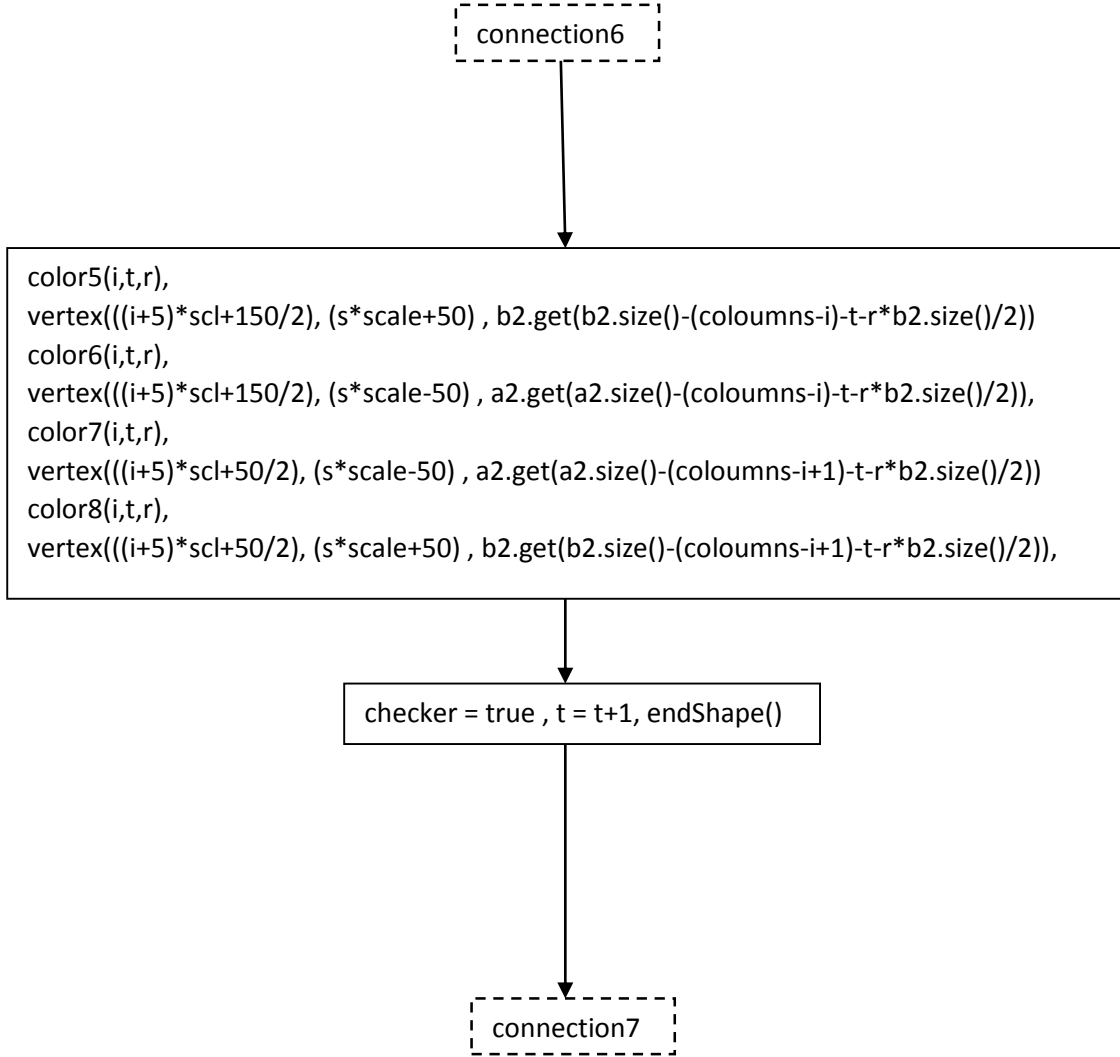 connection6
color5(i,t,r),
vertex(((i+5)*scl+150/2), (s*scale+50) , b2.get(b2.size()-(coloumns-i)-t-r*b2.size()/2))
color6(i,t,r),
vertex(((i+5)*scl+150/2), (s*scale-50) , a2.get(a2.size()-(coloumns-i)-t-r*b2.size()/2)),
color7(i,t,r),
vertex(((i+5)*scl+50/2), (s*scale-50) , a2.get(a2.size()-(coloumns-i+1)-t-r*b2.size()/2))
color8(i,t,r),
vertex(((i+5)*scl+50/2), (s*scale+50) , b2.get(b2.size()-(coloumns-i+1)-t-r*b2.size()/2)),
checker = true , t = t+1, endShape()
connection7